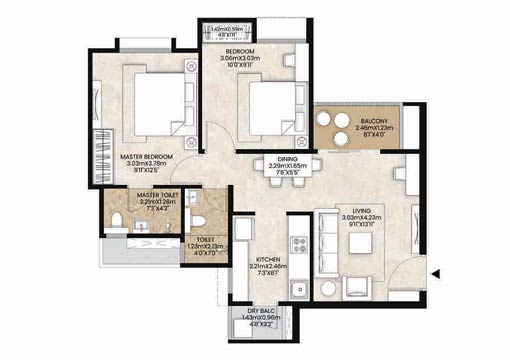 1.42mX0.59m
4'8"X1'11"
BEDROOM
3.06mX3.03m
10'0"X9'11"
BALCONY
2.46mX1.23m
8'1"X4'0"
MASTER BEDROOM
3.03mX3.78m
9'11"X12'5"
DINING
2.29mX1.65m
7'6"X5'5"
MASTER TOILET
2.21mX1.28m
7'3"X4'2"
LIVING
3.03mX4.23m
9'11"X13'11"
TOILET
1.23mX2.13m
4'0"X7'0"
KITCHEN
2.21mX2.46m
7'3"X8'1"
DRY BALC
1.43mX0.96m
4'8"X3'2"